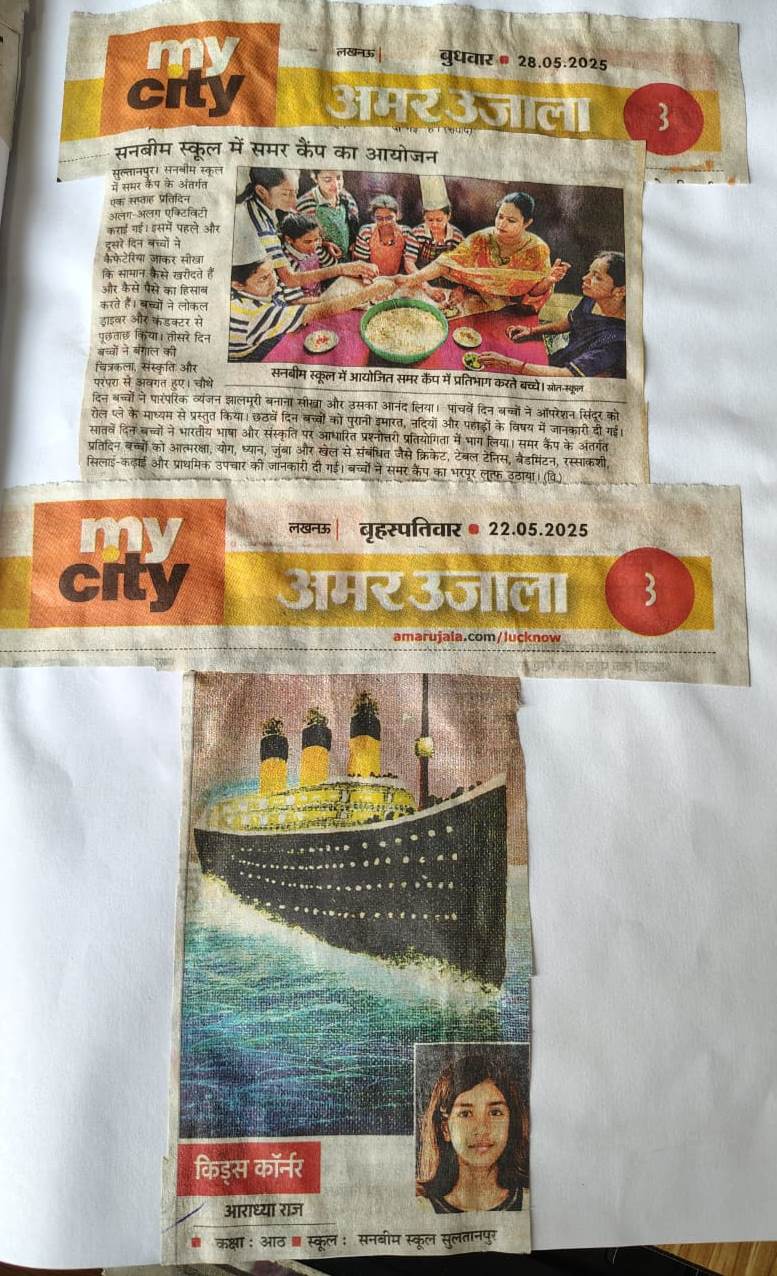 my
city
लखनऊ
बुधवार 28.05.2025
अमर उजाला
३
सनबीम स्कूल में समर कैंप का आयोजन
सुल्तानपुर। सनबीम स्कूल
में समर कैंप के अंतर्गत
एक सप्ताह प्रतिदिन
अलग-अलग एक्टिविटी
कराई गई। इसमें पहले और
दूसरे दिन बच्चों ने
कैफेटेरिया जाकर सीखा
कि सामान कैसे खरीदते हैं
और कैसे पैसे का हिसाब
करते हैं। बच्चों ने लोकल
ड्राइवर और कंडक्टर से
पूछताछ किया। तीसरे दिन
बच्चों ने बंगाल की
चित्रकला, संस्कृति और
परंपरा से अवगत हुए। चौथे
सनबीम स्कूल में आयोजित समर कैंप में प्रतिभाग करते बच्चे। स्रोत-स्कूल
दिन बच्चों ने पारंपरिक व्यंजन झालमुरी बनाना सीखा और उसका आनंद लिया। पाचवें दिन बच्चों ने ऑपरेशन सिंदूर को
रोल प्ले के माध्यम से प्रस्तुत किया। छठवें दिन बच्चों को पुरानी इमारत, नदियों और पहाड़ों के विषय में जानकारी दी गई।
सातवें दिन बच्चों ने भारतीय भाषा और संस्कृति पर आधारित प्रश्नोत्तरी प्रतियोगिता में भाग लिया। समर कैंप के अंतर्गत
प्रतिदिन बच्चों को आत्मरक्षा, योग, ध्यान, जुंबा और खेल से संबंधित जैसे क्रिकेट, टेबल टेनिस, बैडमिंटन, रस्साकशी,
सिलाई-कढ़ाई और प्राथमिक उपचार की जानकारी दी गई। बच्चों ने समर कैंप का भरपूर लुत्फ उठाया। (वि.)
my
city
लखनऊ
वृहस्पतिवार 22.05.2025
अमर उजाला
३
amarujala.com/lucknow
किड्स कॉर्नर
आराध्या राज
कक्षा : आठ स्कूल : सनबीम स्कूल सुलतानपुर